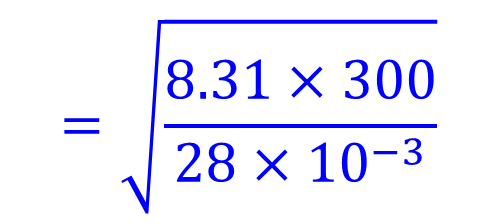 = √((8.31 × 300)/(28 × 10⁻³))